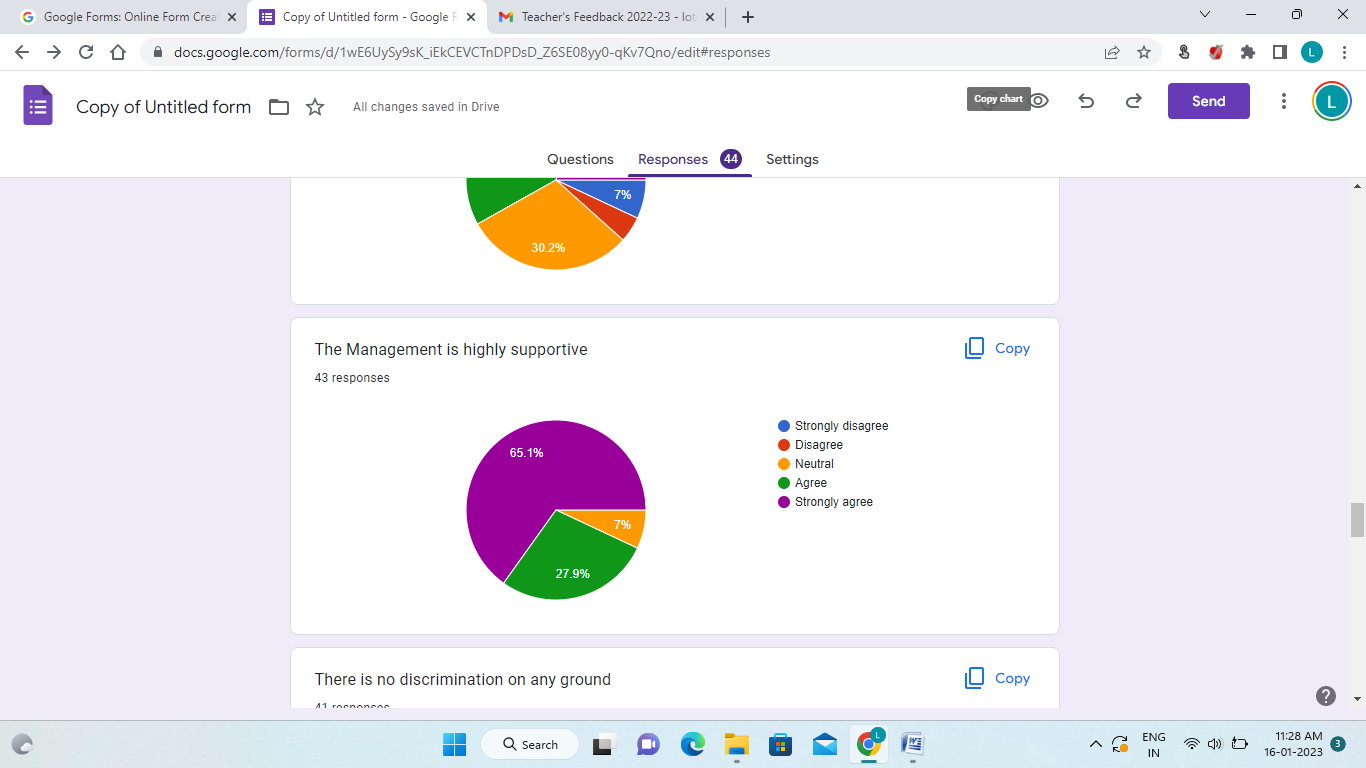 Google Forms: Online Form Crea
Copy of Untitled form - Google F
Teacher's Feedback 2022-23 - lot
docs.google.com/forms/d/1wE6UySy9sK_iEkCEVCTnDPDsD_Z6SE08yy0-qKv7Qno/edit#responses
L
Copy of Untitled form
All changes saved in Drive
Copy chart
Send
L
Questions
Responses 44
Settings
7%
30.2%
The Management is highly supportive
Copy
43 responses
65.1%
7%
27.9%
Strongly disagree
Disagree
Neutral
Agree
Strongly agree
There is no discrimination on any ground
Copy
41 responses
Search
L
ENG
IN
11:28 AM
16-01-2023
3